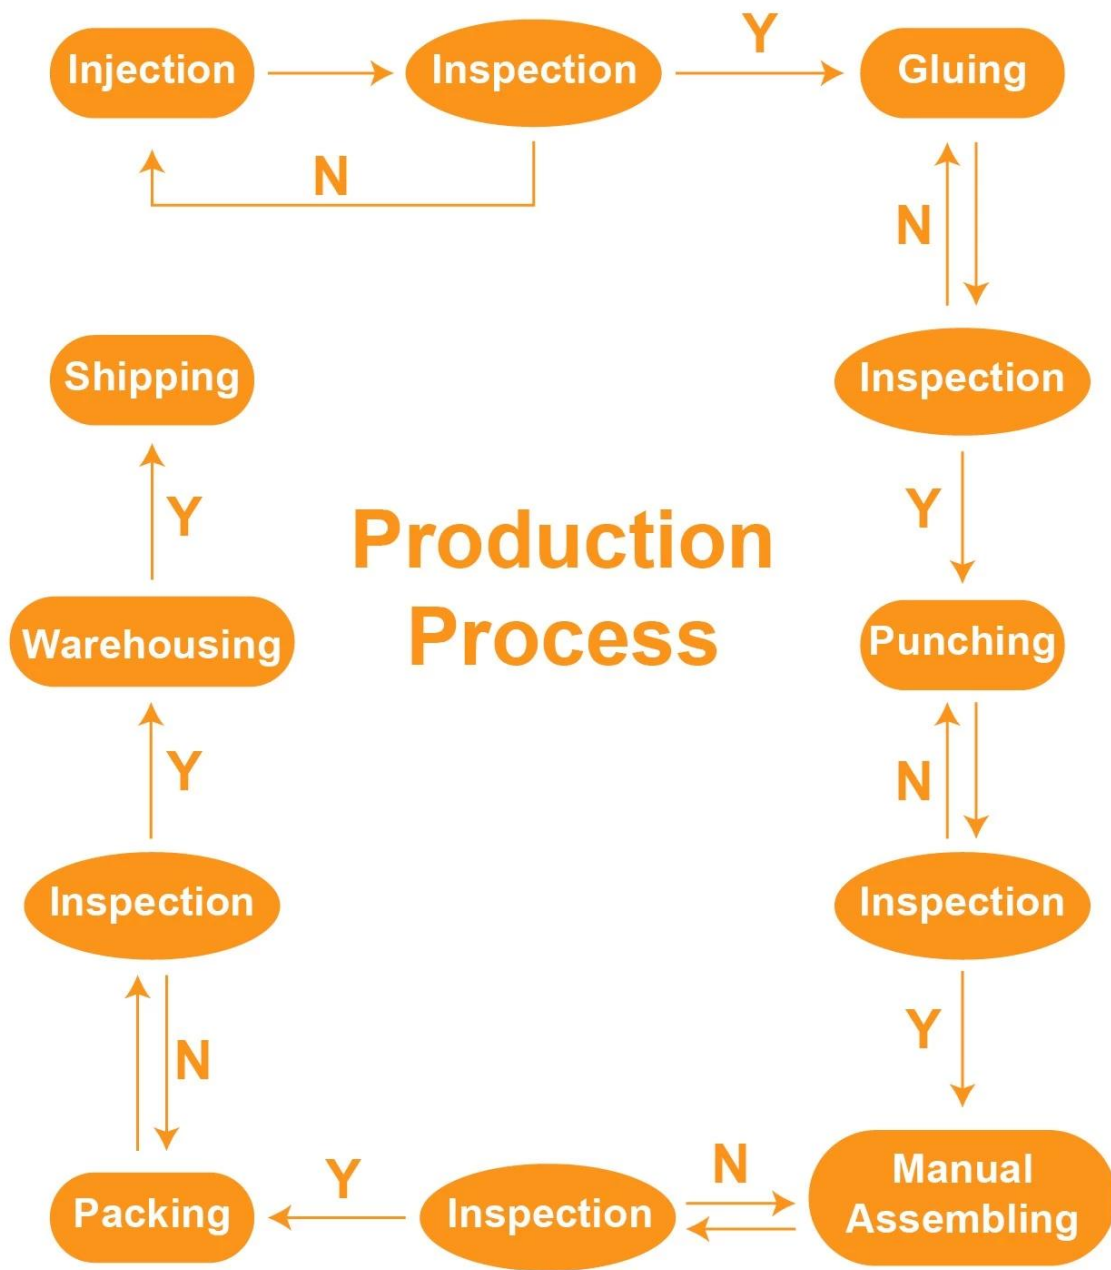 Injection
Inspection
Y
Gluing
N
N
Inspection
Y
Punching
N
Inspection
Y
Manual
Assembling
N
Inspection
Y
Packing
N
Inspection
Y
Warehousing
Y
Shipping
Production
Process